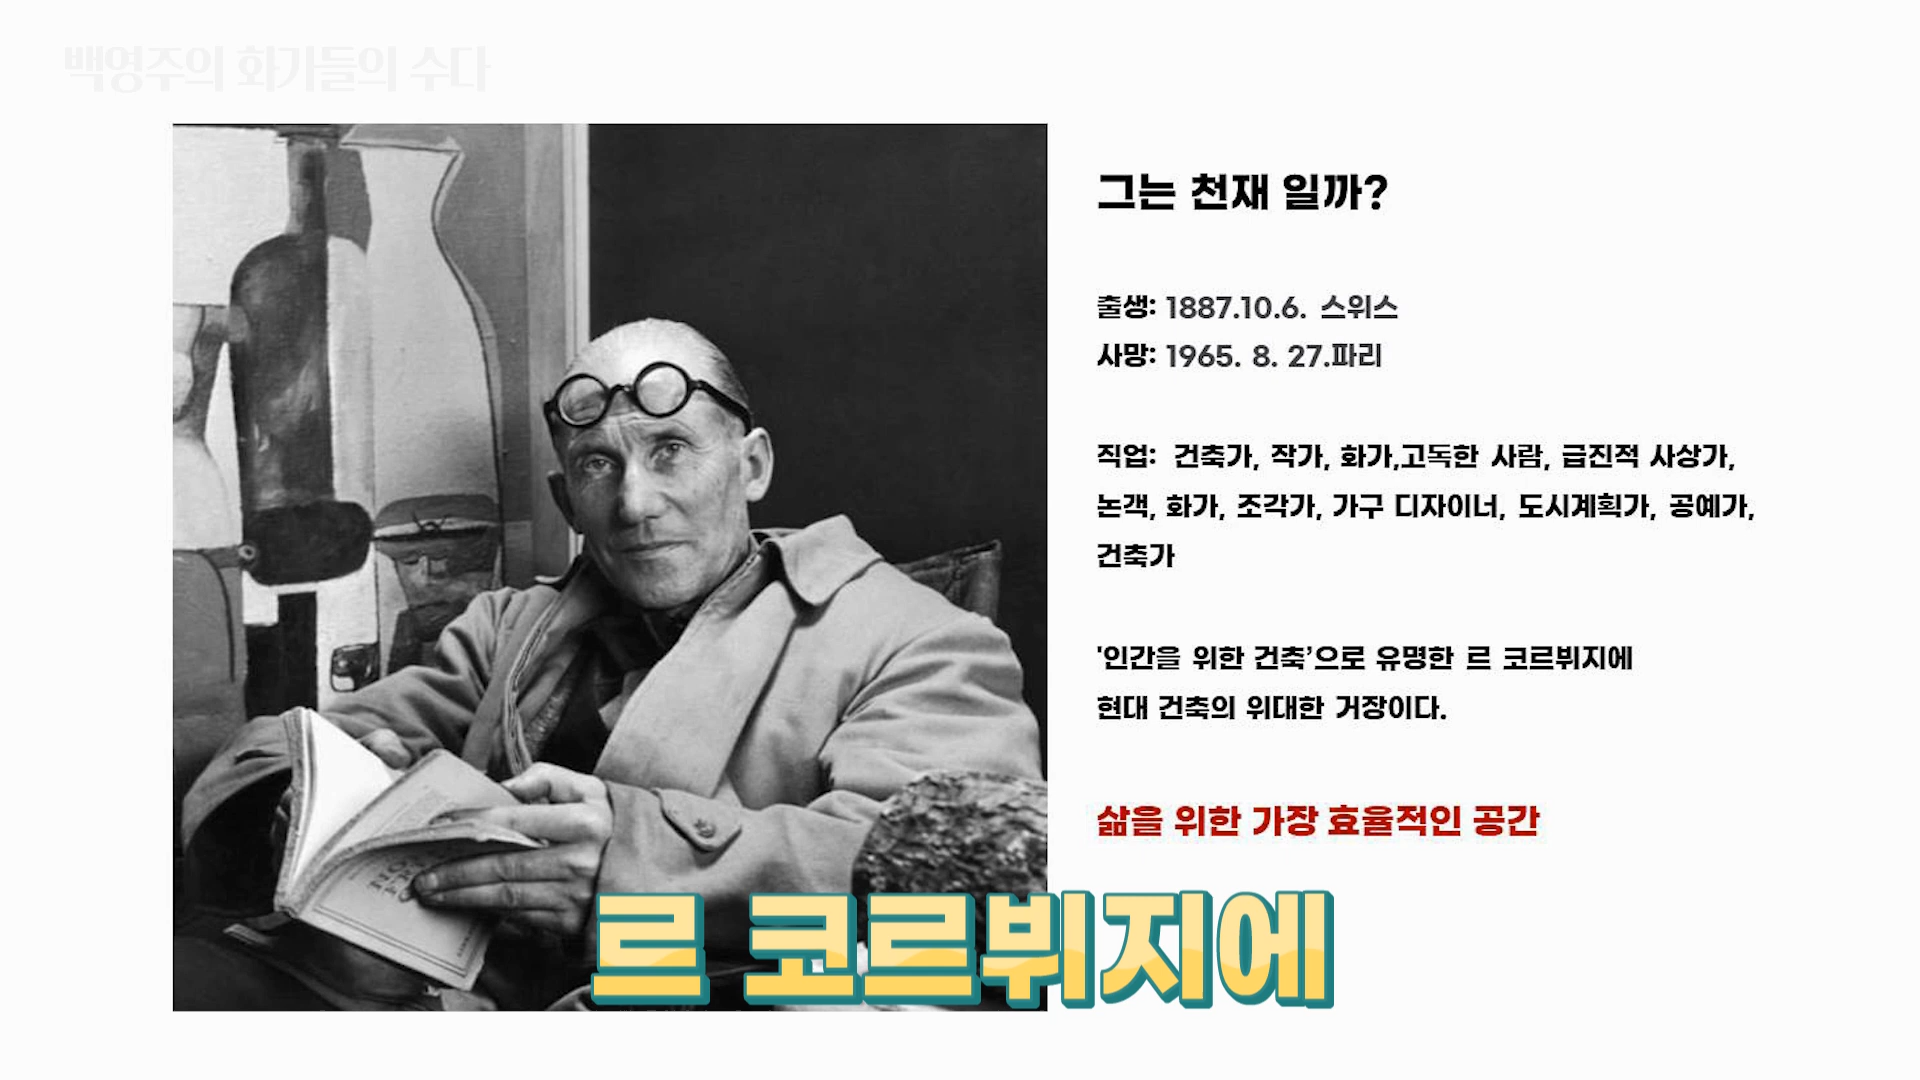 백영주의 화가들의 수다
그는 천재 일까?
출생: 1887.10.6. 스위스
사망: 1965. 8. 27.파리
직업: 건축가, 작가, 화가,고독한 사람, 급진적 사상가,
논객, 화가, 조각가, 가구 디자이너, 도시계획가, 공예가,
건축가
'인간을 위한 건축’으로 유명한 르 코르뷔지에
현대 건축의 위대한 거장이다.
삶을 위한 가장 효율적인 공간
르 코르뷔지에